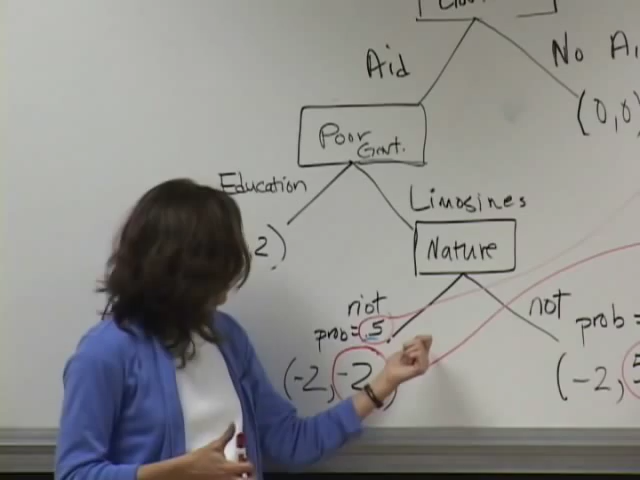 Aid
No Ai
(0,0)
Poor
Govt.
Education
Limosines
2)
Nature
riot
not
prob=.5
prob =
(-2, -2)
(-2, 5